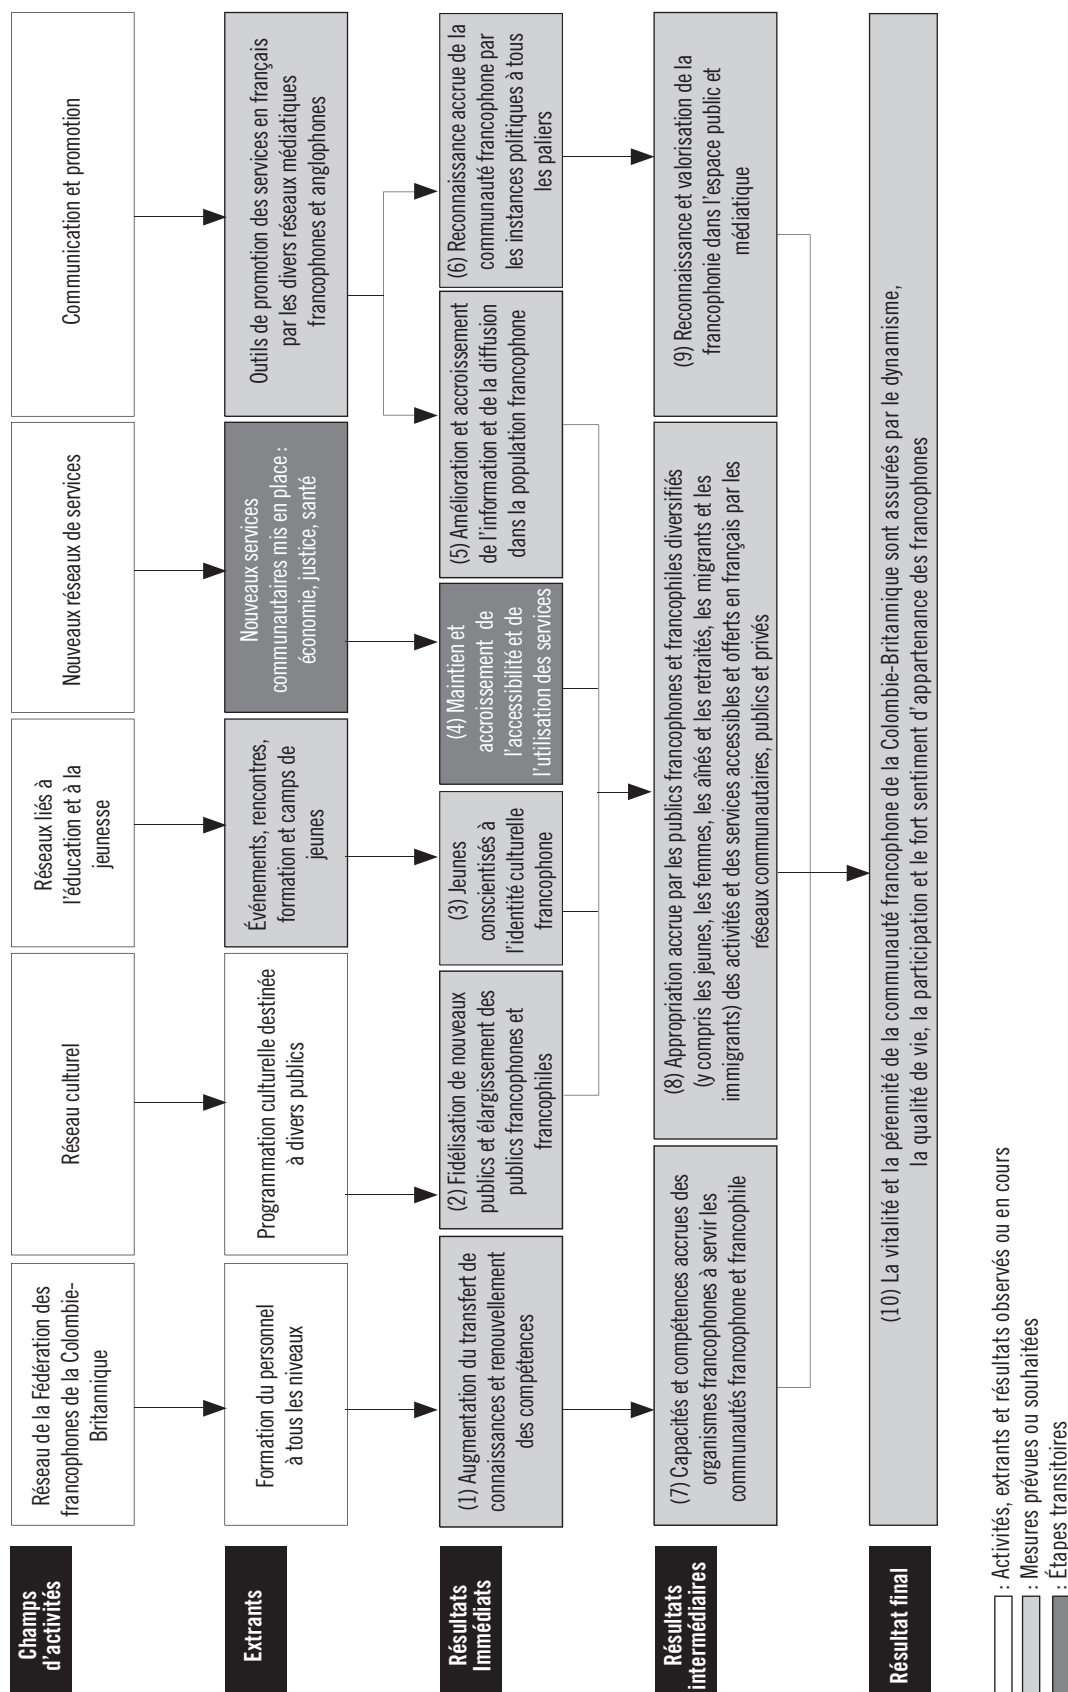 Champs
d'activités
Réseau de la Fédération des
francophones de la Colombie-
Britannique
Réseau culturel
Réseaux liés à
l'éducation et à la
jeunesse
Nouveaux réseaux de services
Communication et promotion
Extrants
Formation du personnel
à tous les niveaux
Programmation culturelle destinée
à divers publics
Événements, rencontres,
formation et camps de
jeunes
Nouveaux services
communautaires mis en place :
économie, justice, santé
Outils de promotion des services en français
par les divers réseaux médiatiques
francophones et anglophones
Résultats
Immédiats
(1) Augmentation du transfert de
connaissances et renouvellement
des compétences
(2) Fidélisation de nouveaux
publics et élargissement des
publics francophones et
francophiles
(3) Jeunes
conscientisés à
l'identité culturelle
francophone
(4) Maintien et
accroissement de
l'accessibilité et de
l'utilisation des services
(5) Amélioration et accroissement
de l'information et de la diffusion
dans la population francophone
(6) Reconnaissance accrue de la
communauté francophone par
les instances politiques à tous
les paliers
Résultats
intermédiaires
(7) Capacités et compétences accrues des
organismes francophones à servir les
communautés francophone et francophile
(8) Appropriation accrue par les publics francophones et francophiles diversifiés
(y compris les jeunes, les femmes, les aînés et les retraités, les migrants et les
immigrants) des activités et des services accessibles et offerts en français par les
réseaux communautaires, publics et privés
(9) Reconnaissance et valorisation de la
francophonie dans l'espace public et
médiatique
Résultat final
(10) La vitalité et la pérennité de la communauté francophone de la Colombie-Britannique sont assurées par le dynamisme,
la qualité de vie, la participation et le fort sentiment d'appartenance des francophones
: Activités, extrants et résultats observés ou en cours
: Mesures prévues ou souhaitées
: Étapes transitoires